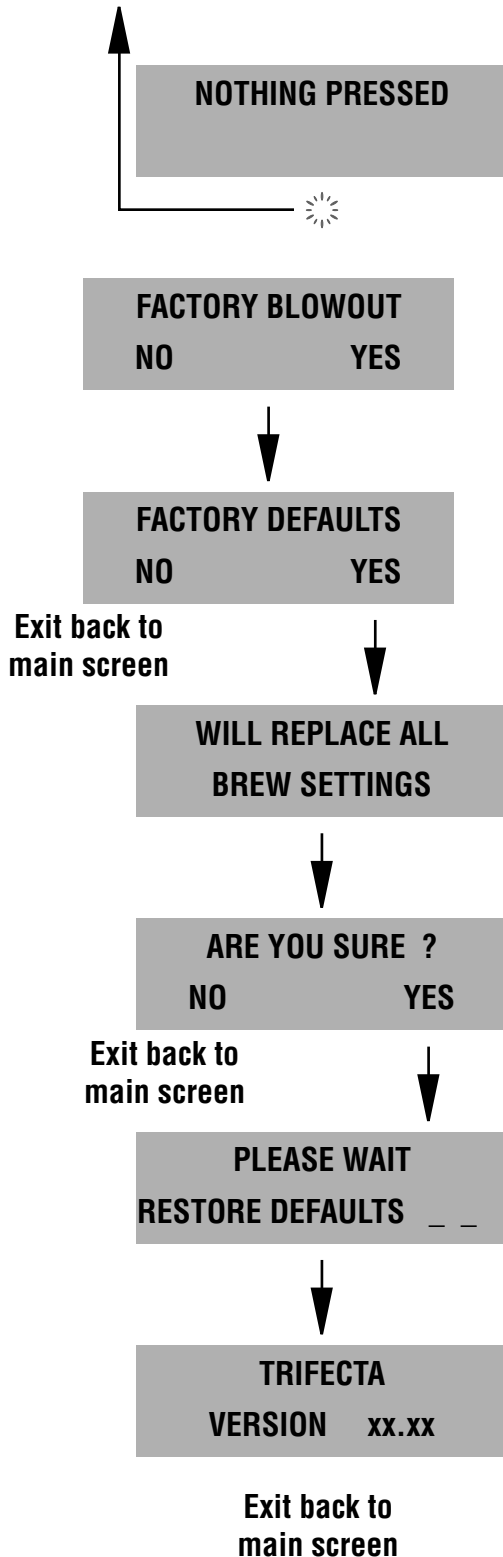 NOTHING PRESSED
FACTORY BLOWOUT
NO YES
FACTORY DEFAULTS
NO YES
Exit back to
main screen
WILL REPLACE ALL
BREW SETTINGS
ARE YOU SURE ?
NO YES
Exit back to
main screen
PLEASE WAIT
RESTORE DEFAULTS _ _
TRIFECTA
VERSION xx.xx
Exit back to
main screen